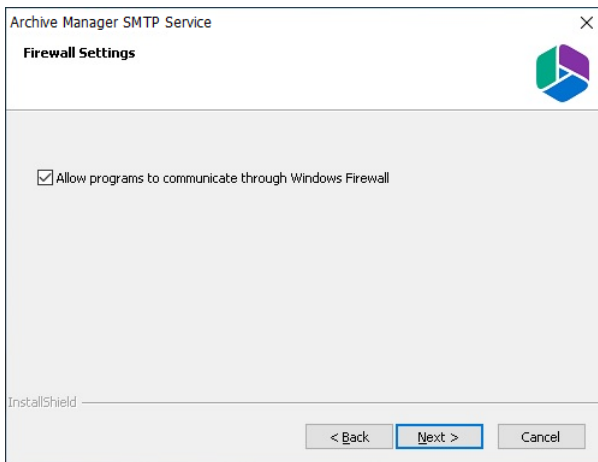 Archive Manager SMTP Service
Firewall Settings
Allow programs to communicate through Windows Firewall
InstallShield
< Back Next > Cancel